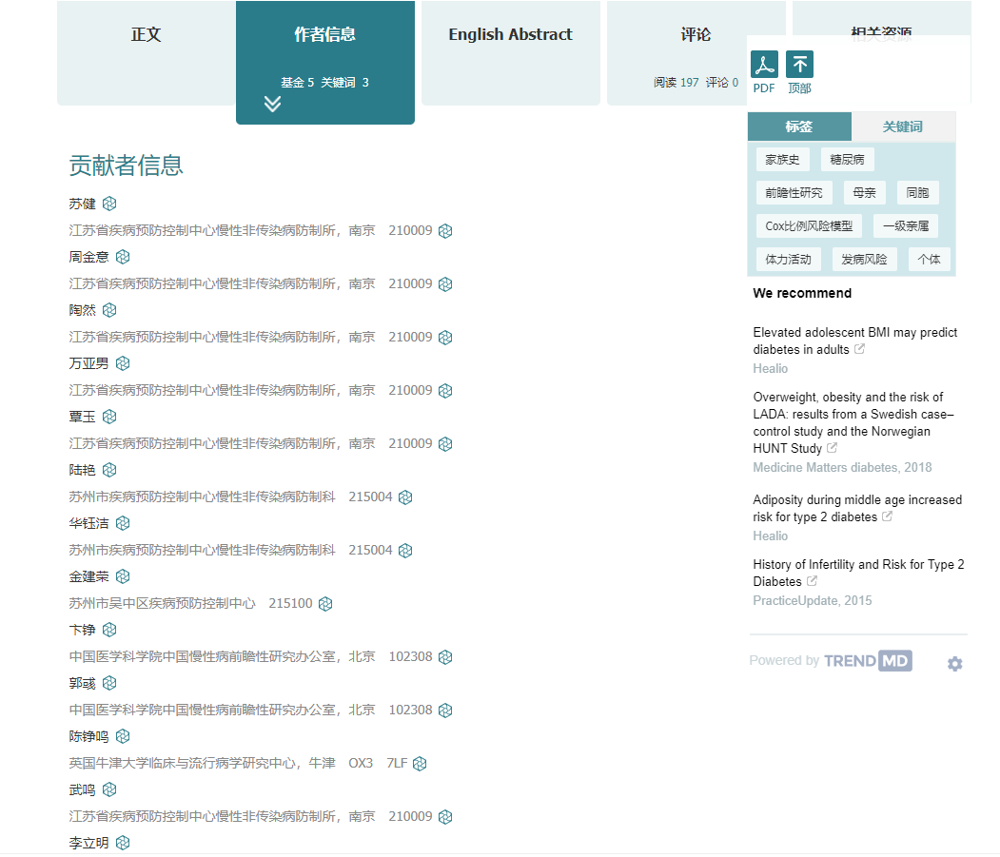 正文
作者信息
English Abstract
评论
相关资源
基金 5 关键词 3
阅读 197 评论 0
PDF 顶部
标签 关键词
家族史 糖尿病
前瞻性研究 母亲 同胞
Cox比例风险模型 一级亲属
体力活动 发病风险 个体
贡献者信息
苏健
江苏省疾病预防控制中心慢性非传染病防制所，南京 210009
周金意
江苏省疾病预防控制中心慢性非传染病防制所，南京 210009
陶然
江苏省疾病预防控制中心慢性非传染病防制所，南京 210009
万亚男
江苏省疾病预防控制中心慢性非传染病防制所，南京 210009
覃玉
江苏省疾病预防控制中心慢性非传染病防制所，南京 210009
陆艳
苏州市疾病预防控制中心慢性非传染病防制科 215004
华钰洁
苏州市疾病预防控制中心慢性非传染病防制科 215004
金建荣
苏州市吴中区疾病预防控制中心 215100
卞铮
中国医学科学院中国慢性病前瞻性研究办公室，北京 102308
郭彧
中国医学科学院中国慢性病前瞻性研究办公室，北京 102308
陈铮鸣
英国牛津大学临床与流行病学研究中心，牛津 OX3 7LF
武鸣
江苏省疾病预防控制中心慢性非传染病防制所，南京 210009
李立明
We recommend
Elevated adolescent BMI may predict
diabetes in adults
Healio
Overweight, obesity and the risk of
LADA: results from a Swedish case–
control study and the Norwegian
HUNT Study
Medicine Matters diabetes, 2018
Adiposity during middle age increased
risk for type 2 diabetes
Healio
History of Infertility and Risk for Type 2
Diabetes
PracticeUpdate, 2015
Powered by TREND MD